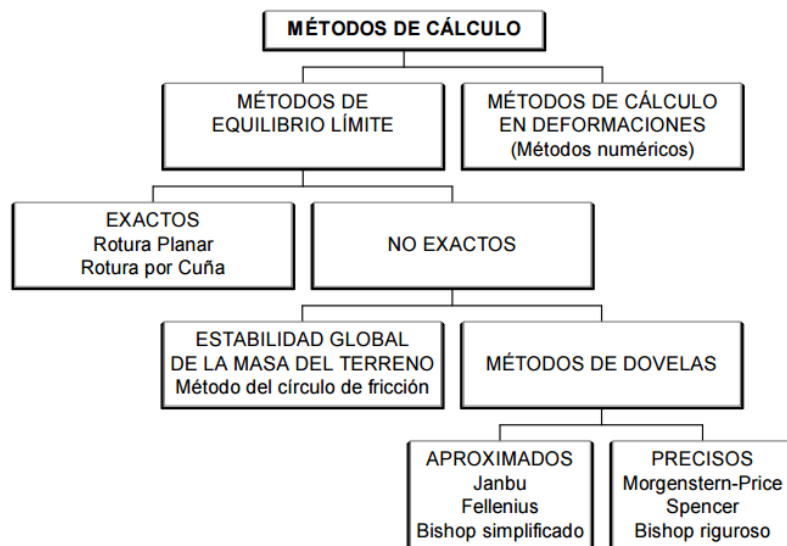 MÉTODOS DE CÁLCULO
MÉTODOS DE
EQUILIBRIO LÍMITE
MÉTODOS DE CÁLCULO
EN DEFORMACIONES
(Métodos numéricos)
EXACTOS
Rotura Planar
Rotura por Cuña
NO EXACTOS
ESTABILIDAD GLOBAL
DE LA MASA DEL TERRENO
Método del círculo de fricción
MÉTODOS DE DOVELAS
APROXIMADOS
Janbu
Fellenius
Bishop simplificado
PRECISOS
Morgenstern-Price
Spencer
Bishop riguroso